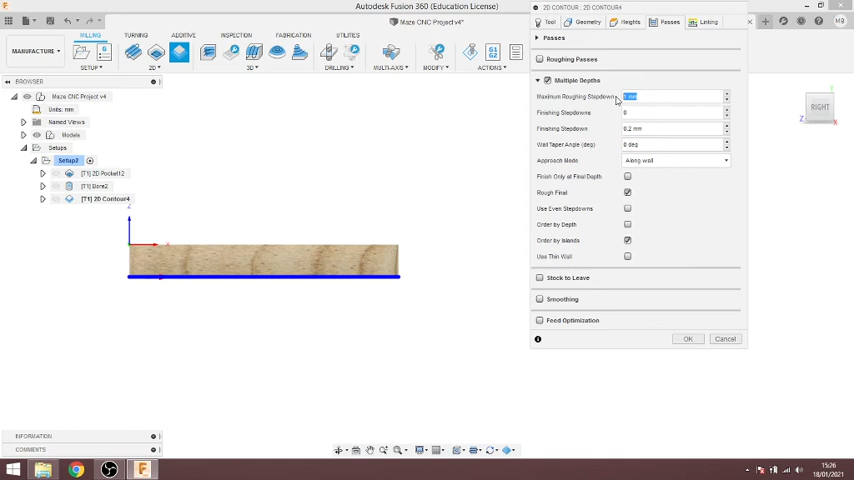 Autodesk Fusion 360 (Education License)
2D CONTOUR : 2D CONTOUR4
Maze CNC Project v4*
MB
Tool Geometry Heights Passes Linking
MILLING TURNING ADDITIVE INSPECTION FABRICATION UTILITIES
MANUFACTURE
SETUP 2D 3D DRILLING MULTI-AXIS MODIFY ACTIONS
Passes
Roughing Passes
BROWSER
Multiple Depths
Maze CNC Project v4
Maximum Roughing Stepdown 1 mm
Units: mm
Finishing Stepdowns 0
Named Views
Finishing Stepdown 0.2 mm
Models
Wall Taper Angle (deg) 0 deg
Setups
Approach Mode Along wall
Setup2
[T1] 2D Pocket12
Finish Only at Final Depth
[T1] Bore2
Rough Final
[T1] 2D Contour4
Use Even Stepdowns
Order by Depth
Order by Islands
Use Thin Wall
Stock to Leave
Smoothing
Feed Optimization
OK Cancel
RIGHT
Z
X
Y
Z
X
INFORMATION
COMMENTS
15:26
18/01/2021